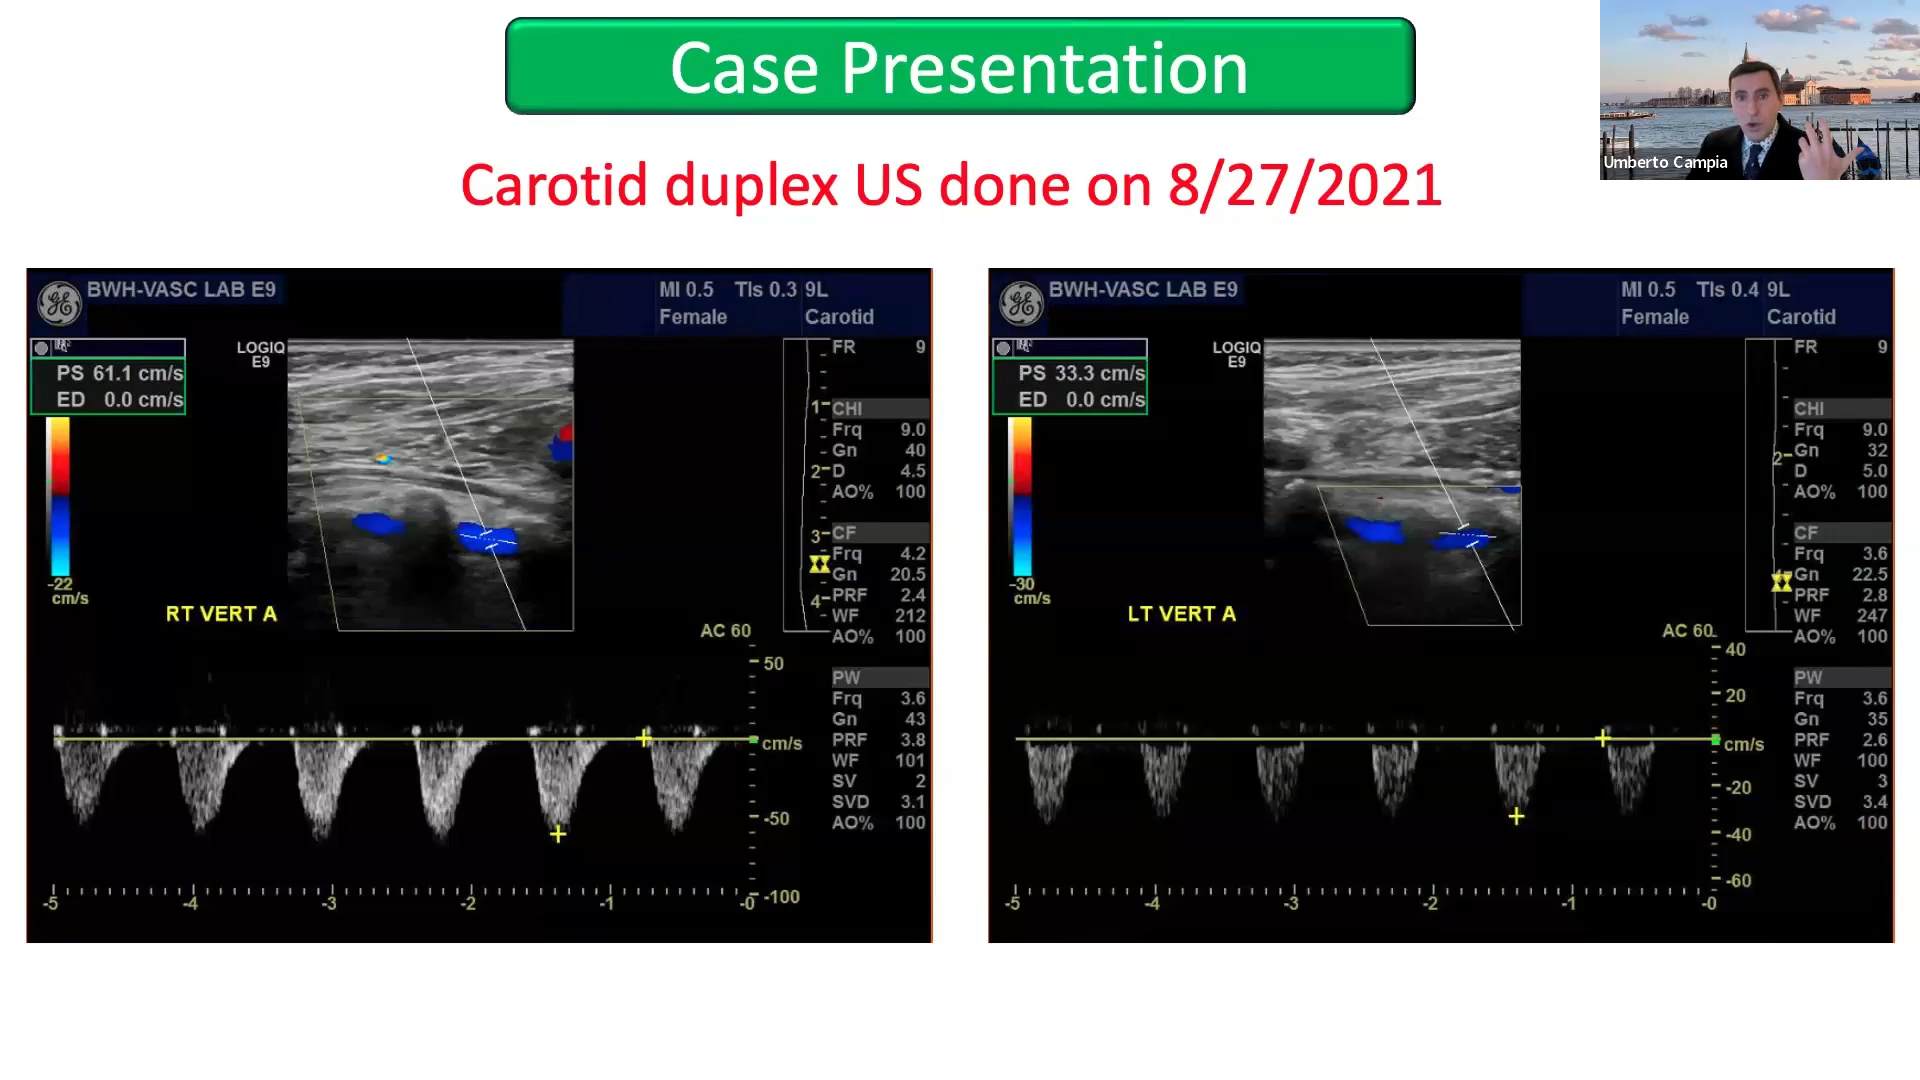 Case Presentation
Umberto Campia
Carotid duplex US done on 8/27/2021
BWH-VASC LAB E9
MI 0.5 TIs 0.3 9L
Female Carotid
PS 61.1 cm/s
ED 0.0 cm/s
LOGIQ
E9
-22
cm/s
RT VERT A
1
2
3
4
FR 9
CHI
Frq 9.0
Gn 40
D 4.5
AO% 100
CF
Frq 4.2
Gn 20.5
PRF 2.4
WF 212
AO% 100
AC 60
PW
Frq 3.6
Gn 43
PRF 3.8
WF 101
SV 2
SVD 3.1
AO% 100
50
cm/s
-50
-100
-5 -4 -3 -2 -1 -0
BWH-VASC LAB E9
MI 0.5 TIs 0.4 9L
Female Carotid
PS 33.3 cm/s
ED 0.0 cm/s
LOGIQ
E9
-30
cm/s
LT VERT A
2
FR 9
CHI
Frq 9.0
Gn 32
D 5.0
AO% 100
CF
Frq 3.6
Gn 22.5
PRF 2.8
WF 247
AO% 100
AC 60
PW
Frq 3.6
Gn 35
PRF 2.6
WF 100
SV 3
SVD 3.4
AO% 100
40
20
cm/s
-20
-40
-60
-5 -4 -3 -2 -1 -0